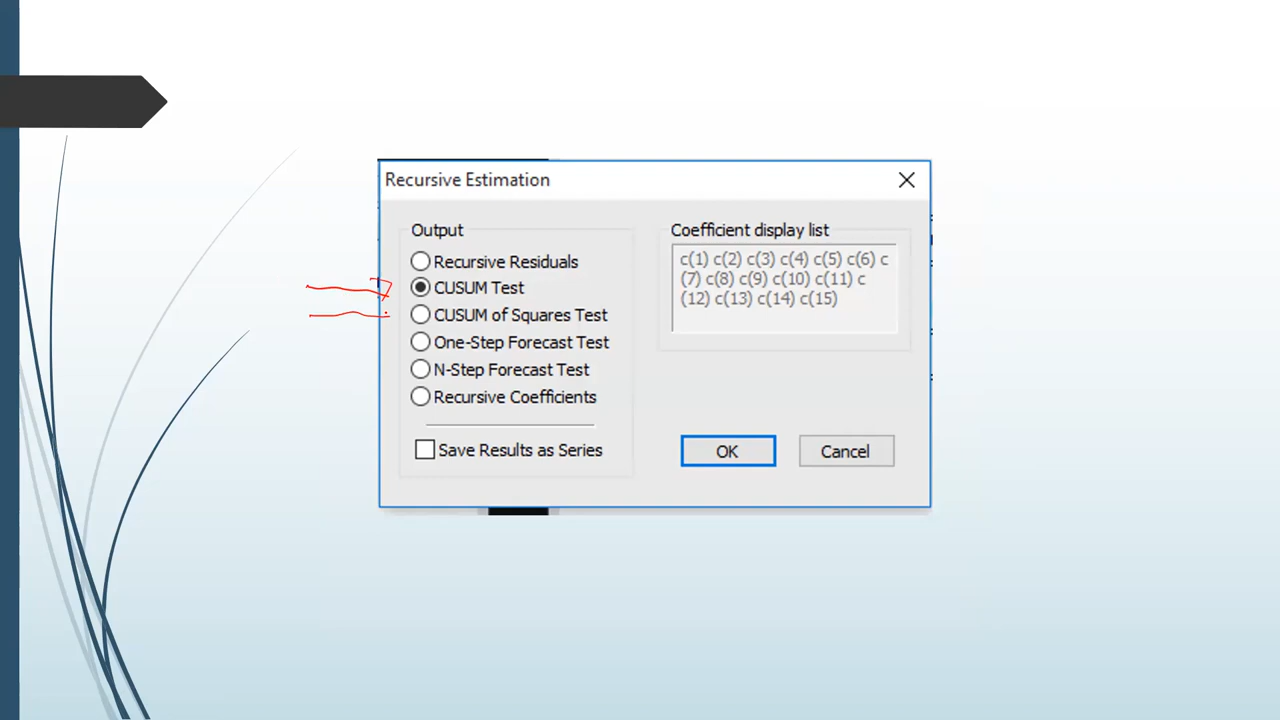 Recursive Estimation
Output
Recursive Residuals
CUSUM Test
CUSUM of Squares Test
One-Step Forecast Test
N-Step Forecast Test
Recursive Coefficients
Save Results as Series
Coefficient display list
c(1) c(2) c(3) c(4) c(5) c(6) c
(7) c(8) c(9) c(10) c(11) c
(12) c(13) c(14) c(15)
OK
Cancel